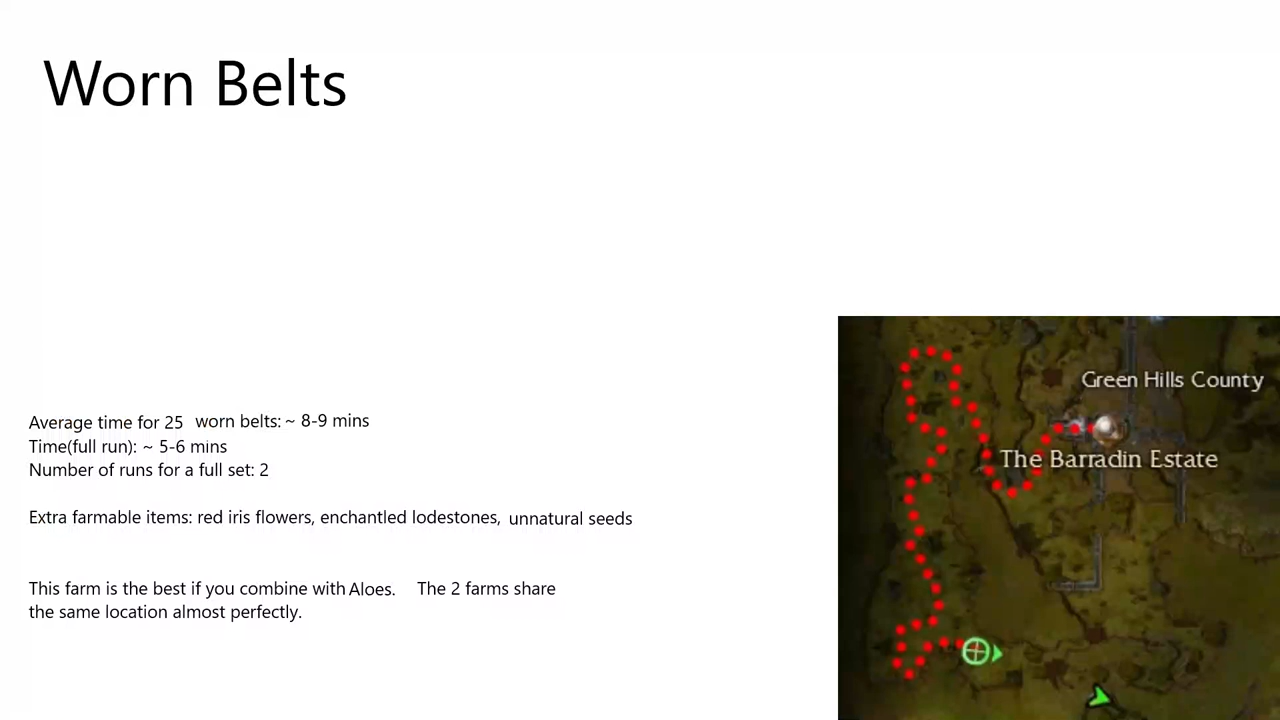 Worn Belts
Green Hills County
The Barradin Estate
Average time for 25 worn belts: ~ 8-9 mins
Time(full run): ~ 5-6 mins
Number of runs for a full set: 2
Extra farmable items: red iris flowers, enchanted lodestones, unnatural seeds
This farm is the best if you combine with Aloes. The 2 farms share
the same location almost perfectly.